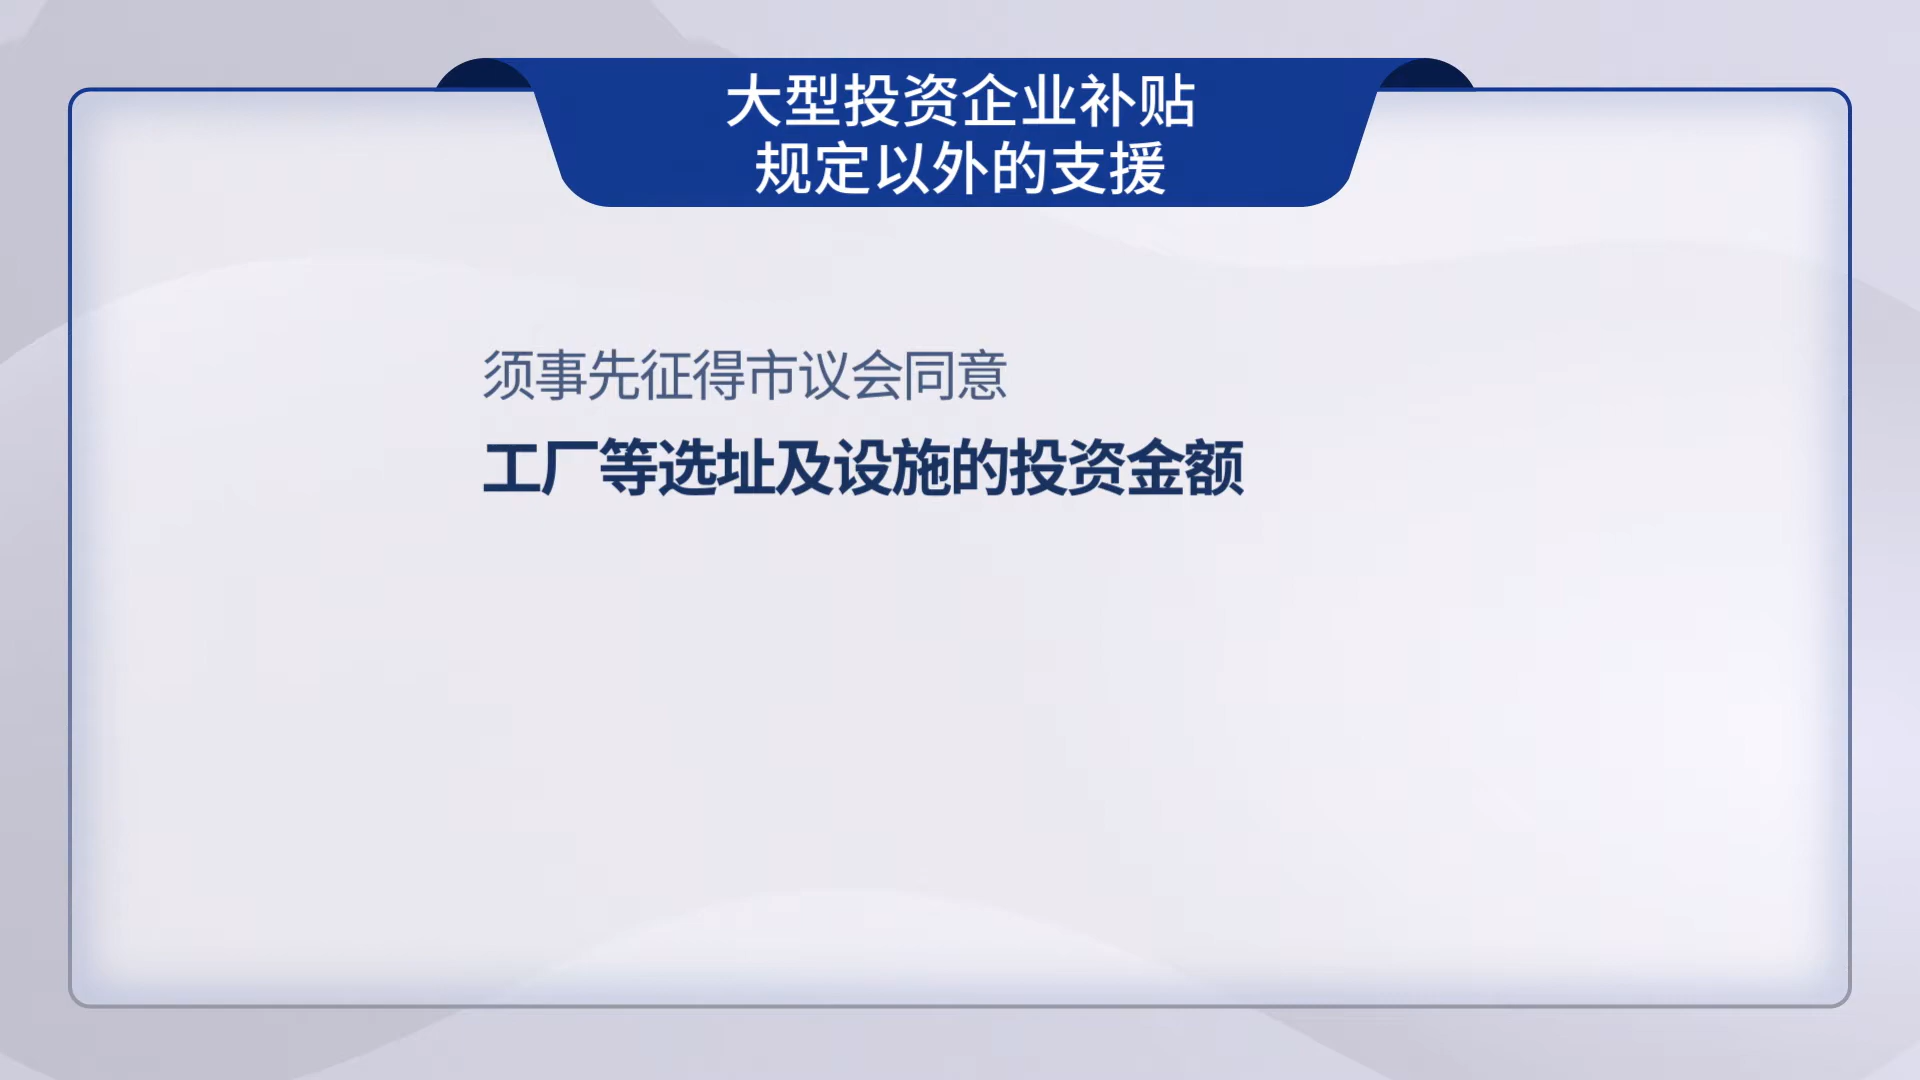 大型投资企业补贴
规定以外的支援
须事先征得市议会同意
工厂等选址及设施的投资金额